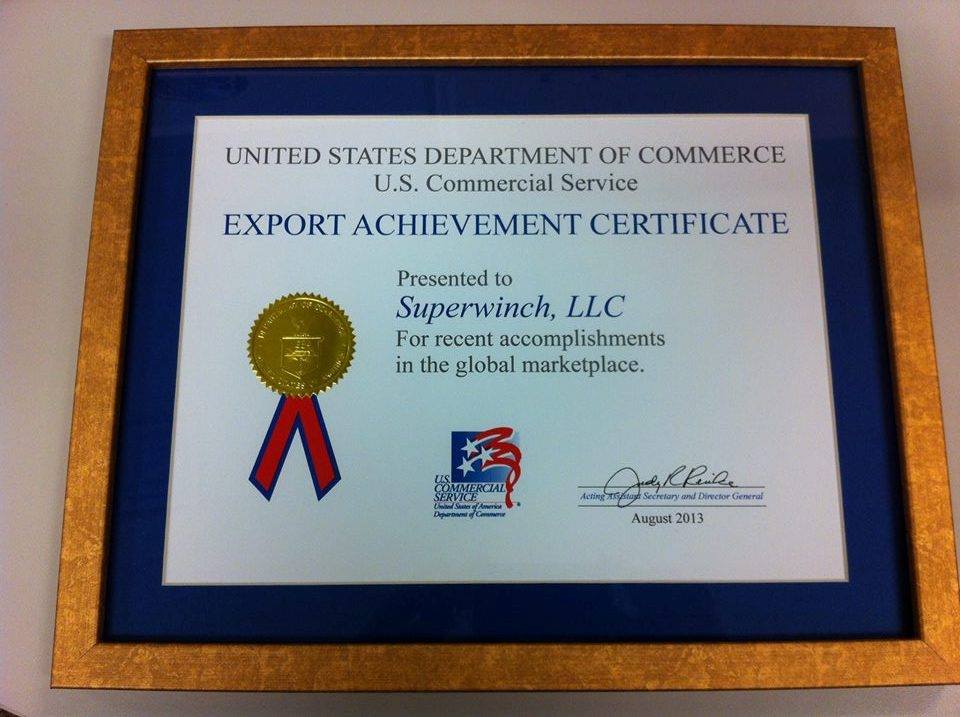 UNITED STATES DEPARTMENT OF COMMERCE
U.S. Commercial Service
EXPORT ACHIEVEMENT CERTIFICATE
Presented to
Superwinch, LLC
For recent accomplishments
in the global marketplace.
U.S.
COMMERCIAL
SERVICE
United States of America
Department of Commerce
Acting Assistant Secretary and Director General
August 2013